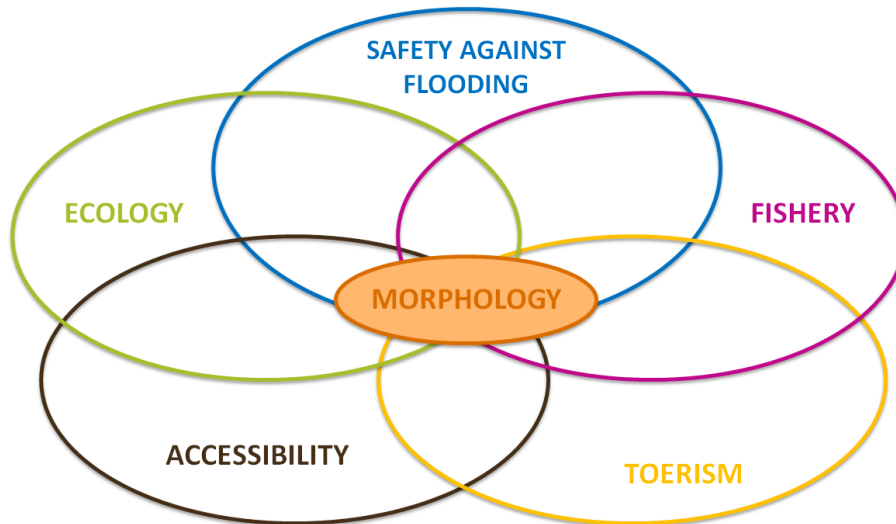 SAFETY AGAINST
FLOODING
ECOLOGY
FISHERY
MORPHOLOGY
ACCESSIBILITY
TOERISM